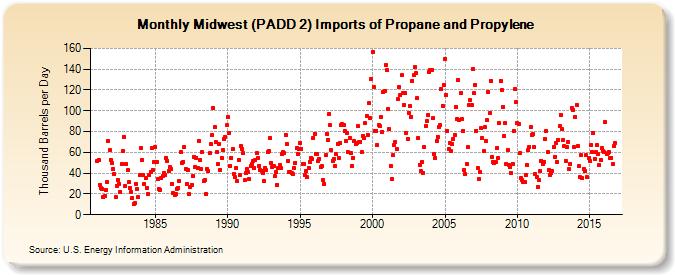 Monthly Midwest (PADD 2) Imports of Propane and Propylene
Thousand Barrels per Day
160
140
120
100
80
60
40
20
0
1985 1990 1995 2000 2005 2010 2015
Source: U.S. Energy Information Administration